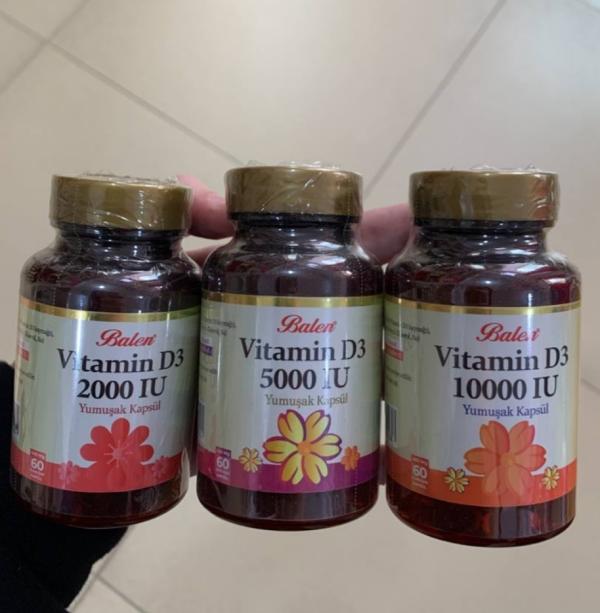 Balen
Vitamin D3
2000 IU
Yumuşak Kapsül
60
Balen
Vitamin D3
5000 IU
Yumuşak Kapsül
60
Balen
Vitamin D3
10000 IU
Yumuşak Kapsül
60